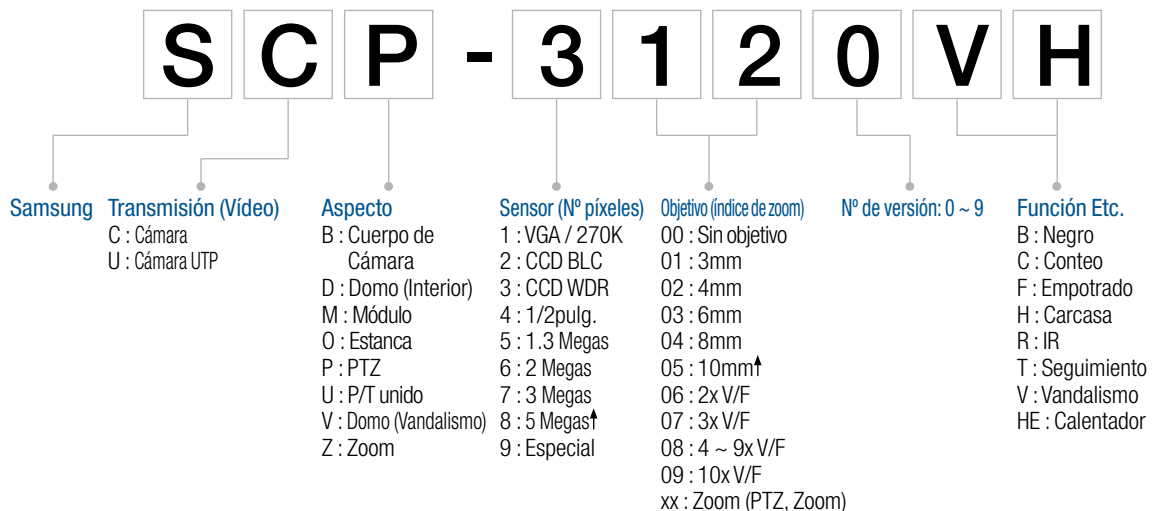 SCP-3120VH
Samsung
Transmisión (Vídeo)
C : Cámara
U : Cámara UTP
Aspecto
B : Cuerpo de
Cámara
D : Domo (Interior)
M : Módulo
O : Estanca
P : PTZ
U : P/T unido
V : Domo (Vandalismo)
Z : Zoom
Sensor (Nº píxeles)
1 : VGA / 270K
2 : CCD BLC
3 : CCD WDR
4 : 1/2pulg.
5 : 1.3 Megas
6 : 2 Megas
7 : 3 Megas
8 : 5 Megas↑
9 : Especial
Objetivo (índice de zoom)
00 : Sin objetivo
01 : 3mm
02 : 4mm
03 : 6mm
04 : 8mm
05 : 10mm↑
06 : 2x V/F
07 : 3x V/F
08 : 4 ~ 9x V/F
09 : 10x V/F
xx : Zoom (PTZ, Zoom)
Nº de versión: 0 ~ 9
Función Etc.
B : Negro
C : Conteo
F : Empotrado
H : Carcasa
R : IR
T : Seguimiento
V : Vandalismo
HE : Calentador